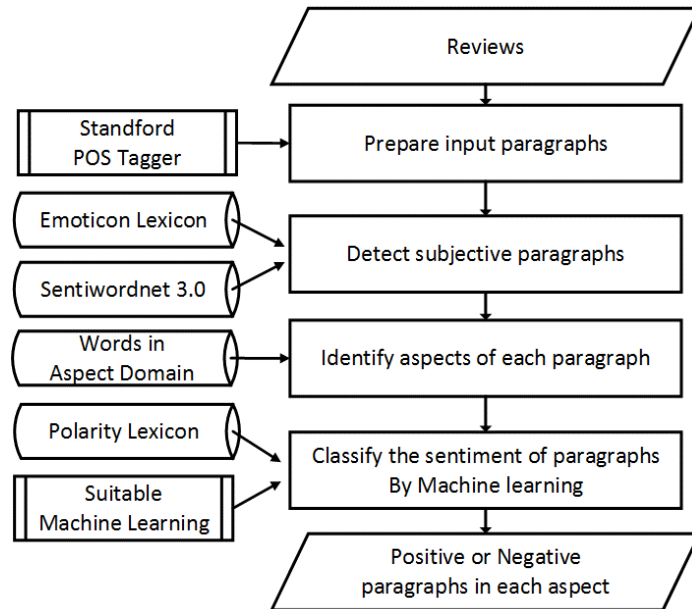 Reviews
Standford
POS Tagger
Prepare input paragraphs
Emoticon Lexicon
Sentiwordnet 3.0
Detect subjective paragraphs
Words in
Aspect Domain
Identify aspects of each paragraph
Polarity Lexicon
Suitable
Machine Learning
Classify the sentiment of paragraphs
By Machine learning
Positive or Negative
paragraphs in each aspect